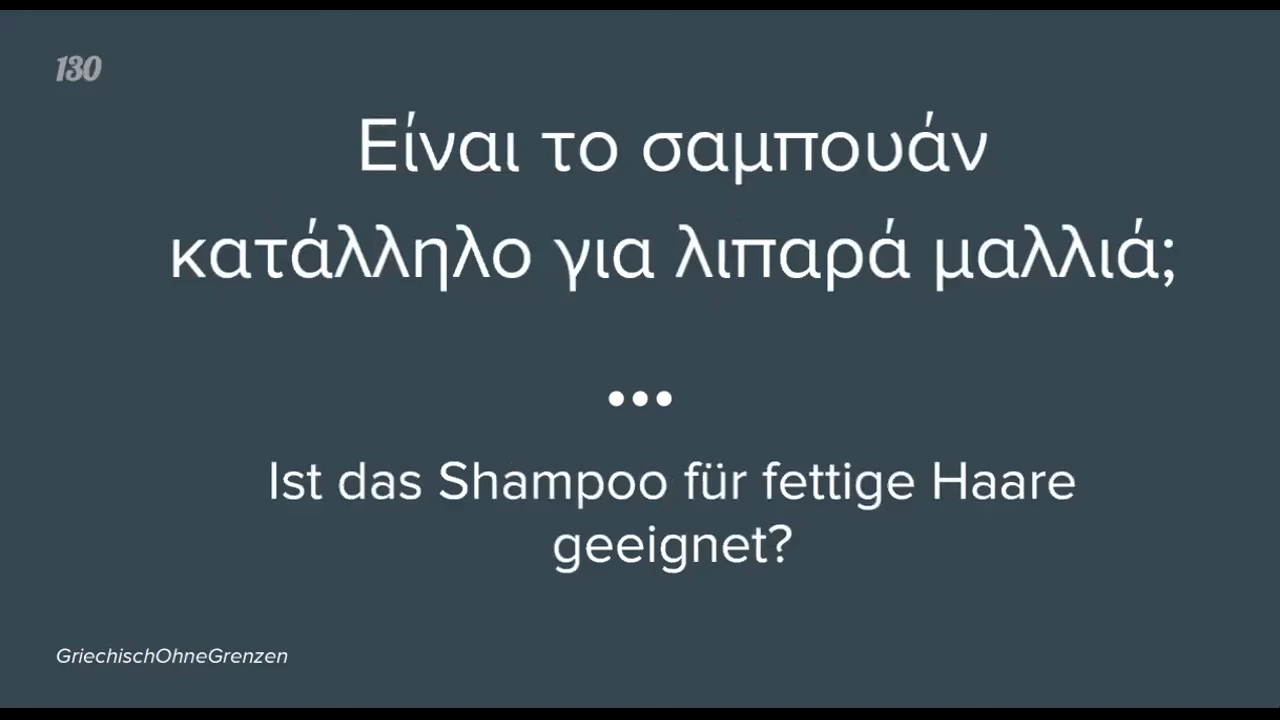 130
Είναι το σαμπουάν
κατάλληλο για λιπαρά μαλλιά;
•••
Ist das Shampoo für fettige Haare
geeignet?
GriechischOhneGrenzen